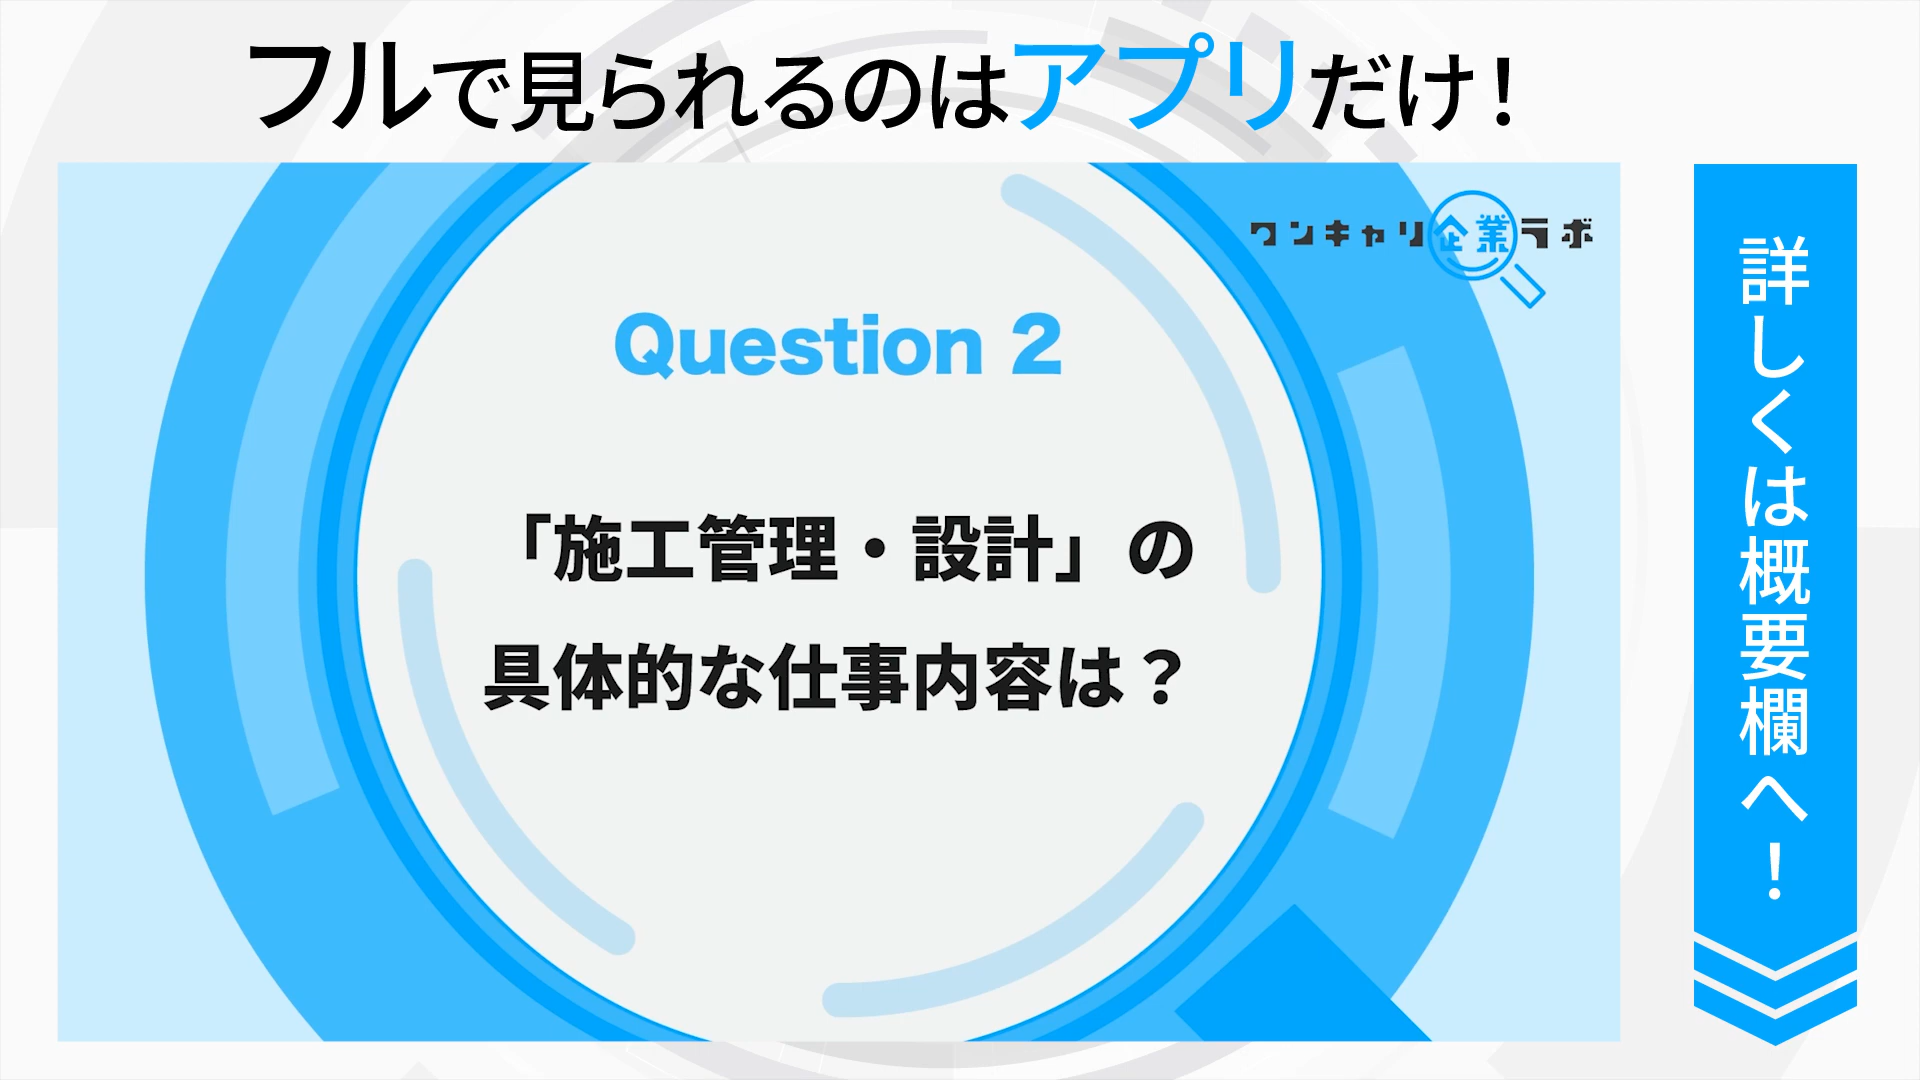 フルで見られるのはアプリだけ！
ワンキャリ企業ラボ
Question 2
「施工管理・設計」の
具体的な仕事内容は？
詳しくは概要欄へ！